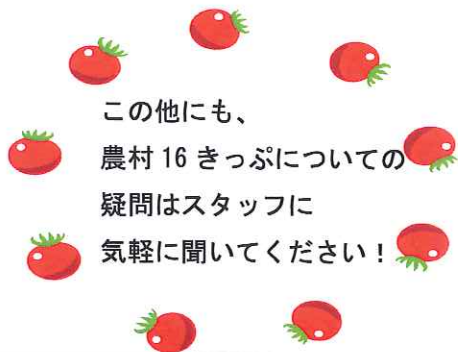 この他にも、
農村16きっぷについての
疑問はスタッフに
気軽に聞いてください！